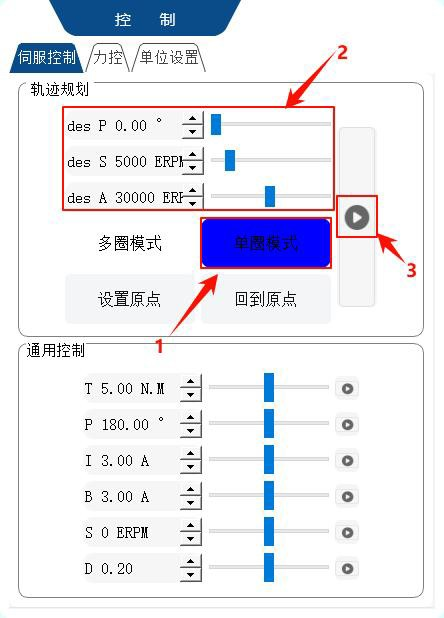 控 制
伺服控制 力控 单位设置
2
轨迹规划
des P 0.00 °
des S 5000 ERPM
des A 30000 ERP
3
多圈模式 单圈模式
设置原点 回到原点
1
通用控制
T 5.00 N.M
P 180.00 °
I 3.00 A
B 3.00 A
S 0 ERPM
D 0.20